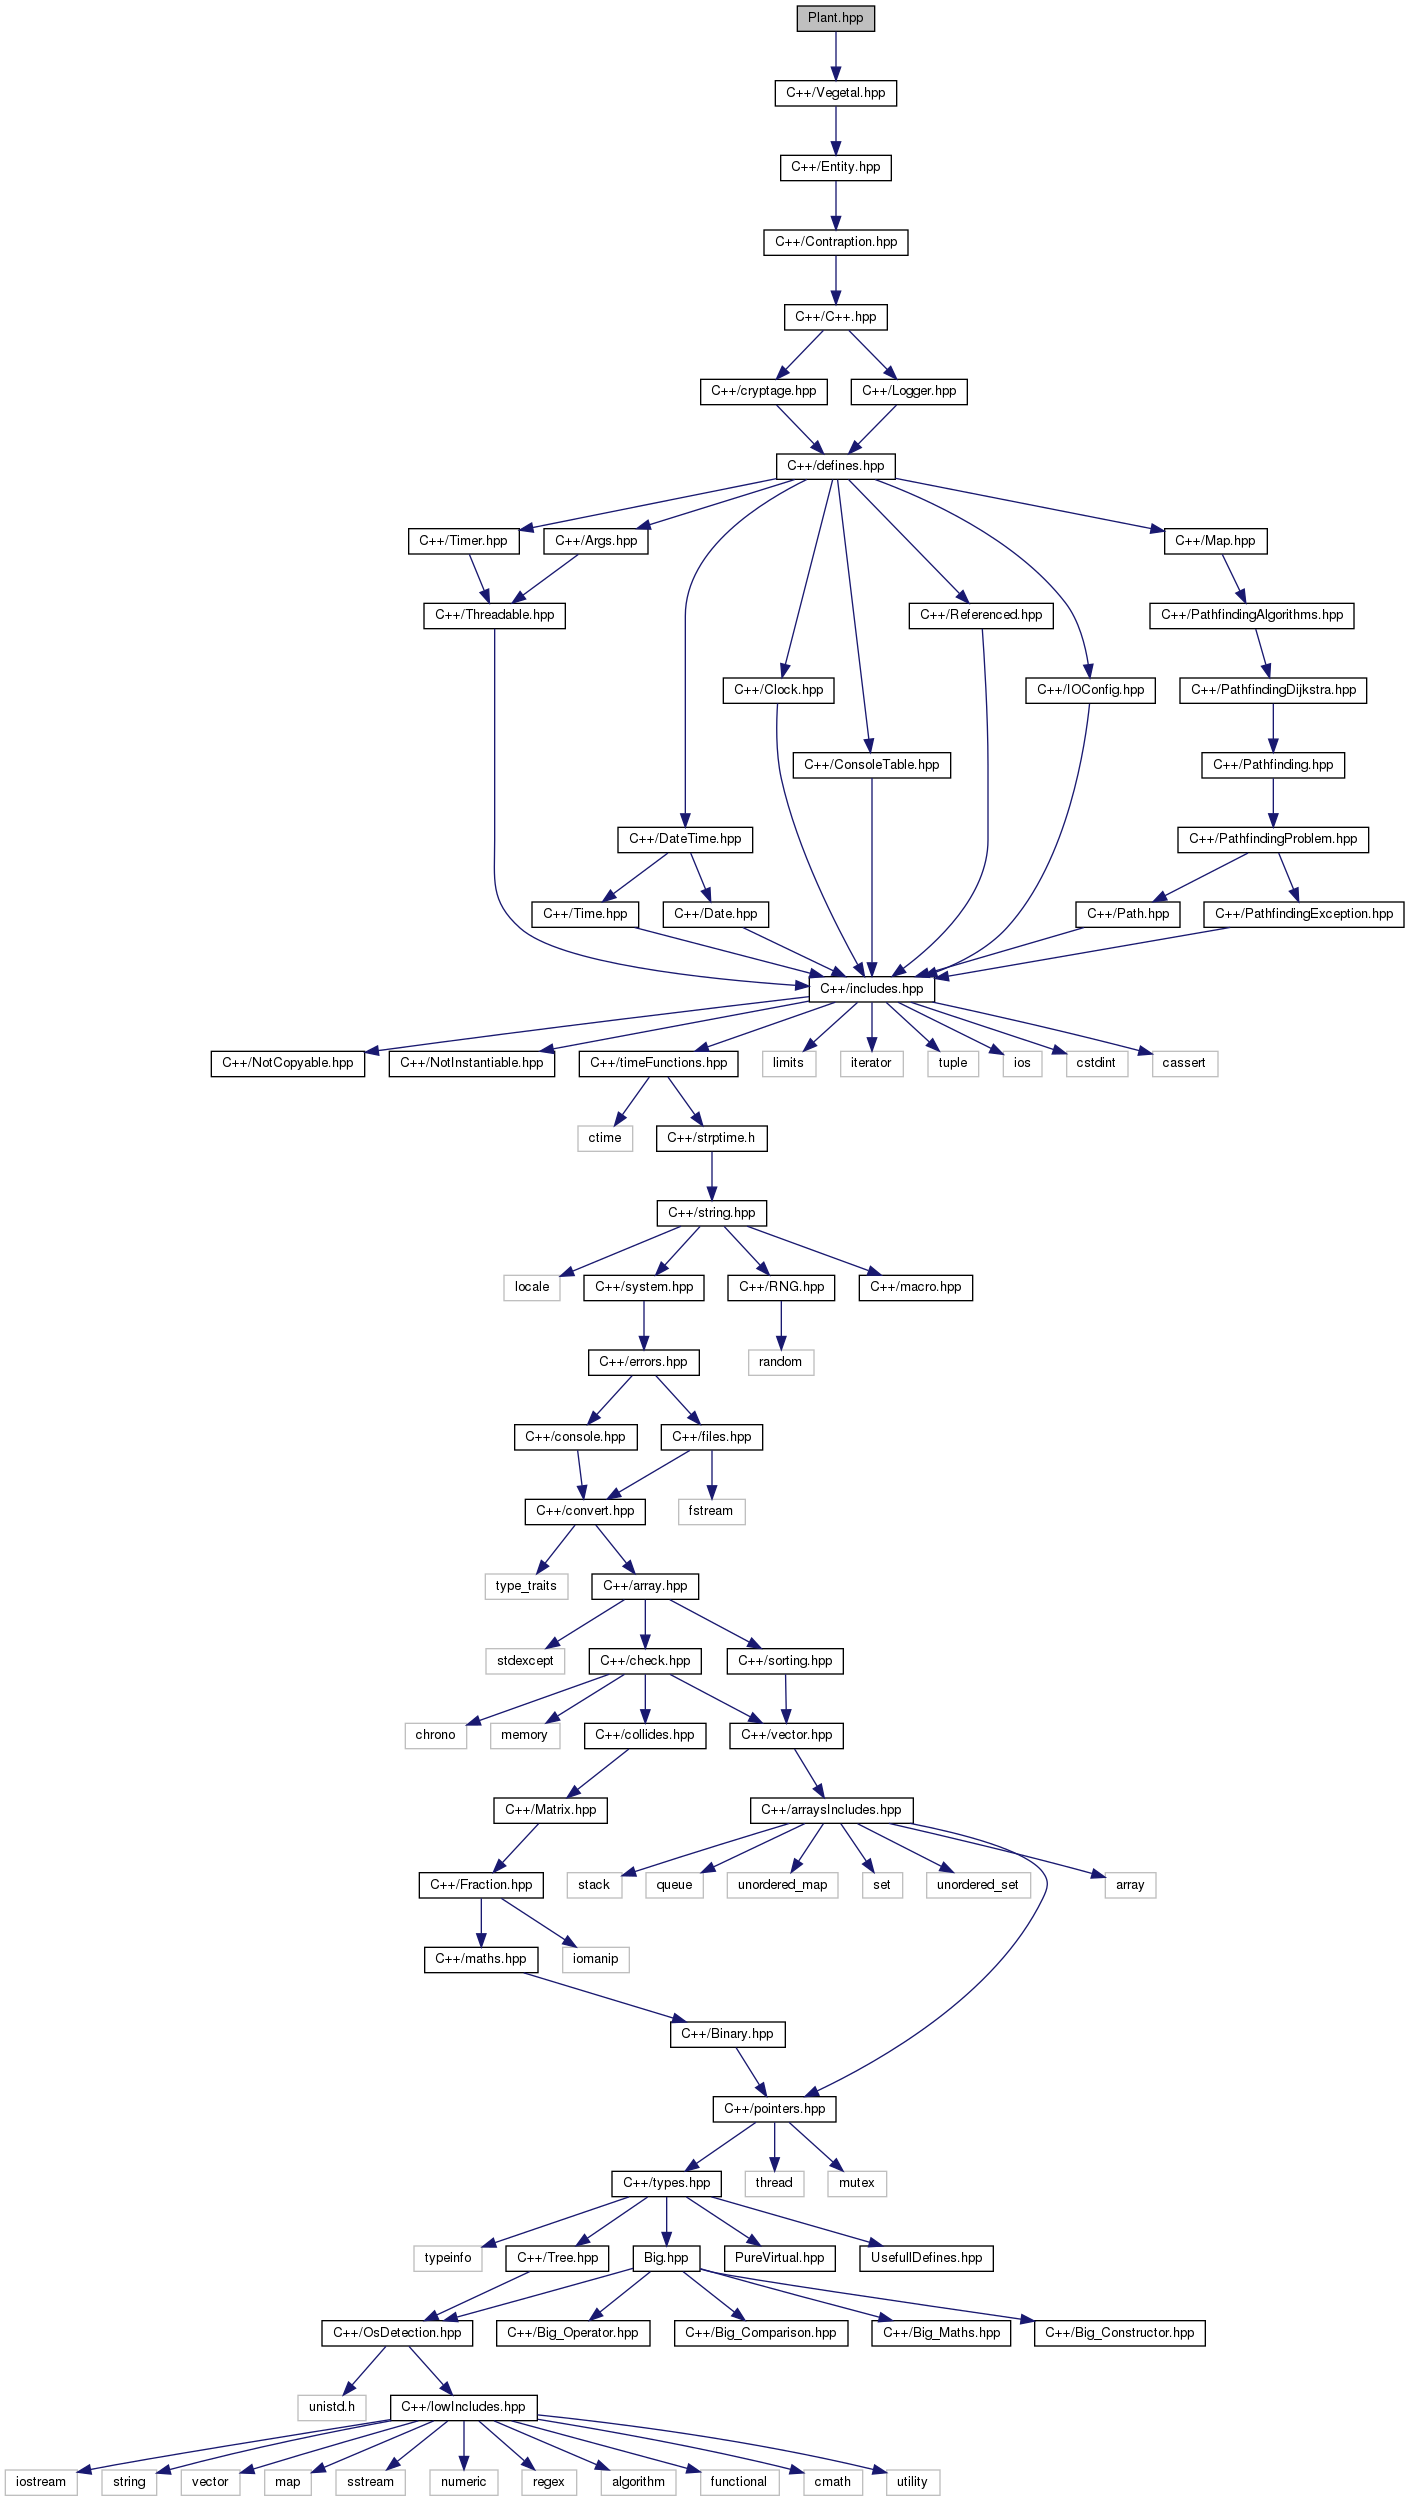 Plant.hpp
C++/Vegetal.hpp
C++/Entity.hpp
C++/Contraption.hpp
C++/C++.hpp
C++/cryptage.hpp
C++/Logger.hpp
C++/defines.hpp
C++/Timer.hpp
C++/Args.hpp
C++/Map.hpp
C++/Threadable.hpp
C++/Referenced.hpp
C++/PathfindingAlgorithms.hpp
C++/Clock.hpp
C++/IOConfig.hpp
C++/PathfindingDijkstra.hpp
C++/ConsoleTable.hpp
C++/Pathfinding.hpp
C++/DateTime.hpp
C++/PathfindingProblem.hpp
C++/Time.hpp
C++/Date.hpp
C++/Path.hpp
C++/PathfindingException.hpp
C++/includes.hpp
C++/NotCopyable.hpp
C++/NotInstantiable.hpp
C++/timeFunctions.hpp
limits
iterator
tuple
ios
cstdint
cassert
ctime
C++/strptime.h
C++/string.hpp
locale
C++/system.hpp
C++/RNG.hpp
C++/macro.hpp
C++/errors.hpp
random
C++/console.hpp
C++/files.hpp
C++/convert.hpp
fstream
type_traits
C++/array.hpp
stdexcept
C++/check.hpp
C++/sorting.hpp
chrono
memory
C++/collides.hpp
C++/vector.hpp
C++/Matrix.hpp
C++/arraysIncludes.hpp
C++/Fraction.hpp
stack
queue
unordered_map
set
unordered_set
array
C++/maths.hpp
iomanip
C++/Binary.hpp
C++/pointers.hpp
C++/types.hpp
thread
mutex
typeinfo
C++/Tree.hpp
Big.hpp
PureVirtual.hpp
UsefullDefines.hpp
C++/OsDetection.hpp
C++/Big_Operator.hpp
C++/Big_Comparison.hpp
C++/Big_Maths.hpp
C++/Big_Constructor.hpp
unistd.h
C++/lowIncludes.hpp
iostream
string
vector
map
sstream
numeric
regex
algorithm
functional
cmath
utility